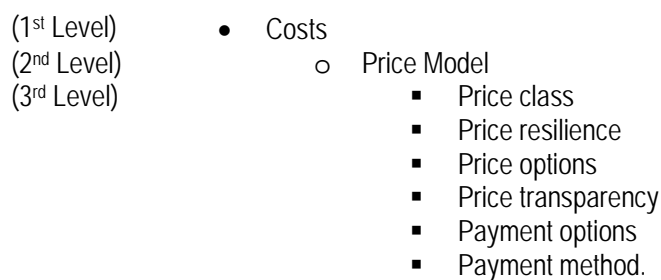 (1st Level) • Costs
(2nd Level) o Price Model
(3rd Level) ▪ Price class
▪ Price resilience
▪ Price options
▪ Price transparency
▪ Payment options
▪ Payment method.